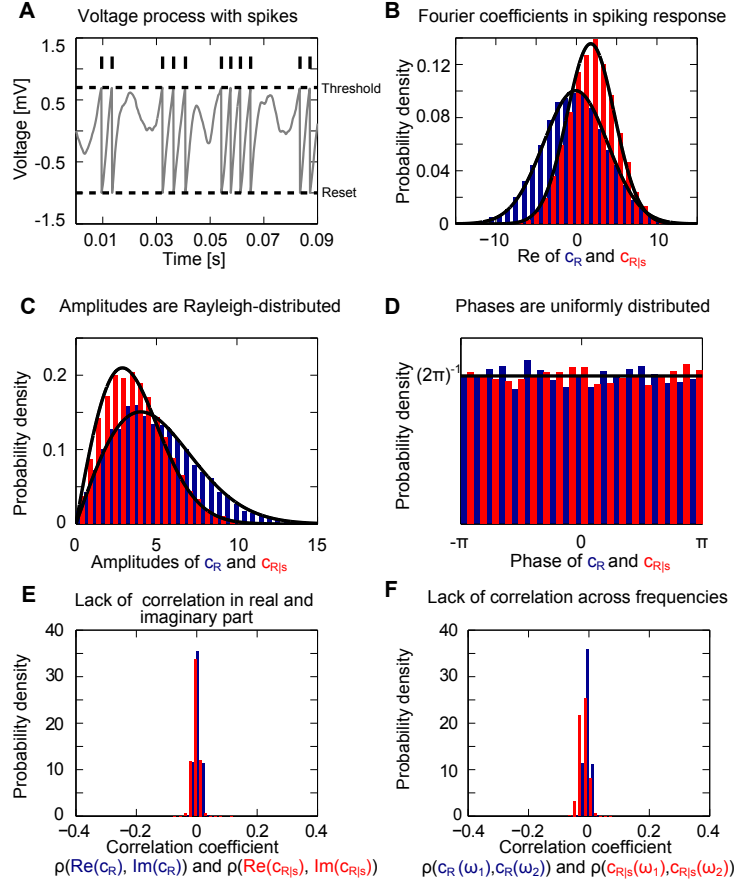 A
Voltage process with spikes
1.5
0.5
-0.5
-1.5
Voltage [mV]
Threshold
Reset
0.01
0.03
0.05
0.07
0.09
Time [s]
B
Fourier coefficients in spiking response
0.12
0.08
0.04
0
Probability density
−10
0
10
Re of cR and cR|s
C
Amplitudes are Rayleigh-distributed
0.2
0.1
0
Probability density
0
5
10
15
Amplitudes of cR and cR|s
D
Phases are uniformly distributed
(2π)-1
Probability density
-π
0
π
Phase of cR and cR|s
E
Lack of correlation in real and
imaginary part
40
30
20
10
0
Probability density
−0.4
−0.2
0
0.2
0.4
Correlation coefficient
ρ(Re(cR), Im(cR)) and ρ(Re(cR|s), Im(cR|s))
F
Lack of correlation across frequencies
40
30
20
10
0
Probability density
−0.4
−0.2
0
0.2
0.4
Correlation coefficient
ρ(cR(ω1),cR(ω2)) and ρ(cR|s(ω1),cR|s(ω2))